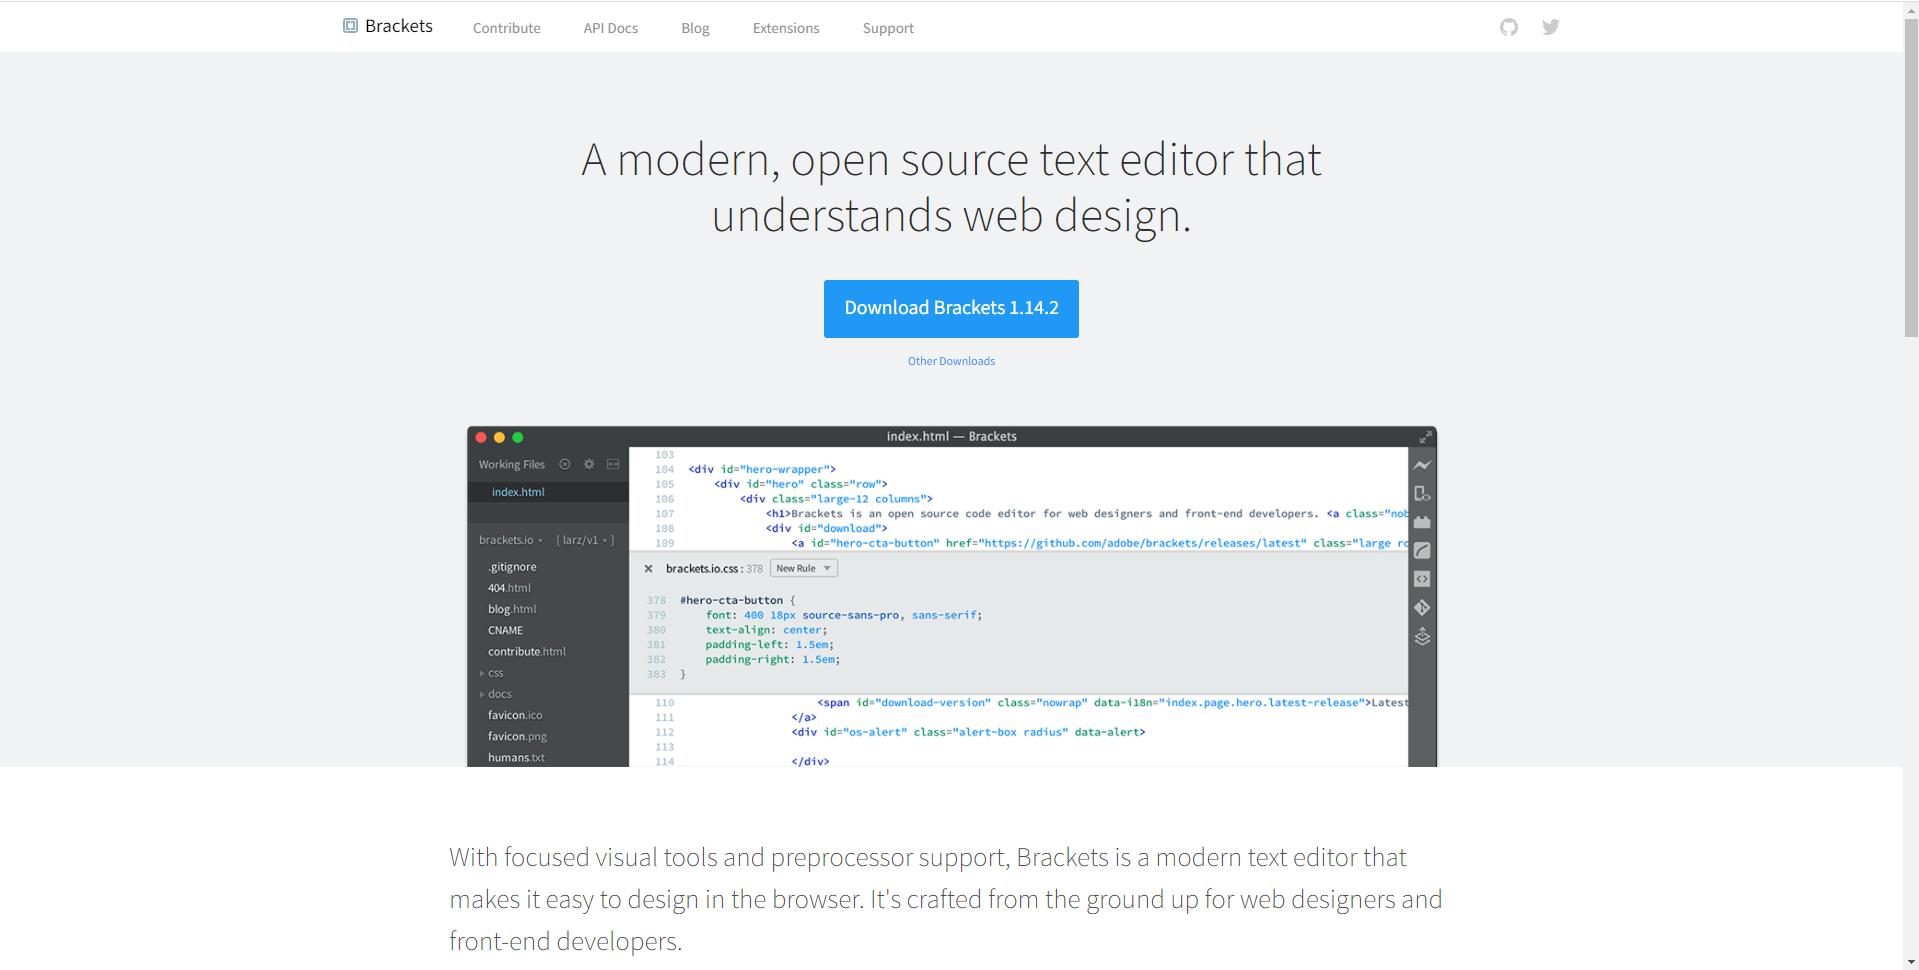 Brackets Contribute API Docs Blog Extensions Support
A modern, open source text editor that
understands web design.
Download Brackets 1.14.2
Other Downloads
index.html — Brackets
Working Files
index.html
brackets.io [ larz/v1 ]
.gitignore
404.html
blog.html
CNAME
contribute.html
css
docs
favicon.ico
favicon.png
humans.txt
103
104 <div id="hero-wrapper">
105 <div id="hero" class="row">
106 <div class="large-12 columns">
107 <h1>Brackets is an open source code editor for web designers and front-end developers. <a class="nob
108 <div id="download">
109 <a id="hero-cta-button" href="https://github.com/adobe/brackets/releases/latest" class="large ro
× brackets.io.css : 378 New Rule
378 #hero-cta-button {
379 font: 400 18px source-sans-pro, sans-serif;
380 text-align: center;
381 padding-left: 1.5em;
382 padding-right: 1.5em;
383 }
110 <span id="download-version" class="nowrap" data-i18n="index.page.hero.latest-release">Latest
111 </a>
112 <div id="os-alert" class="alert-box radius" data-alert>
113
114 </div>
With focused visual tools and preprocessor support, Brackets is a modern text editor that
makes it easy to design in the browser. It's crafted from the ground up for web designers and
front-end developers.